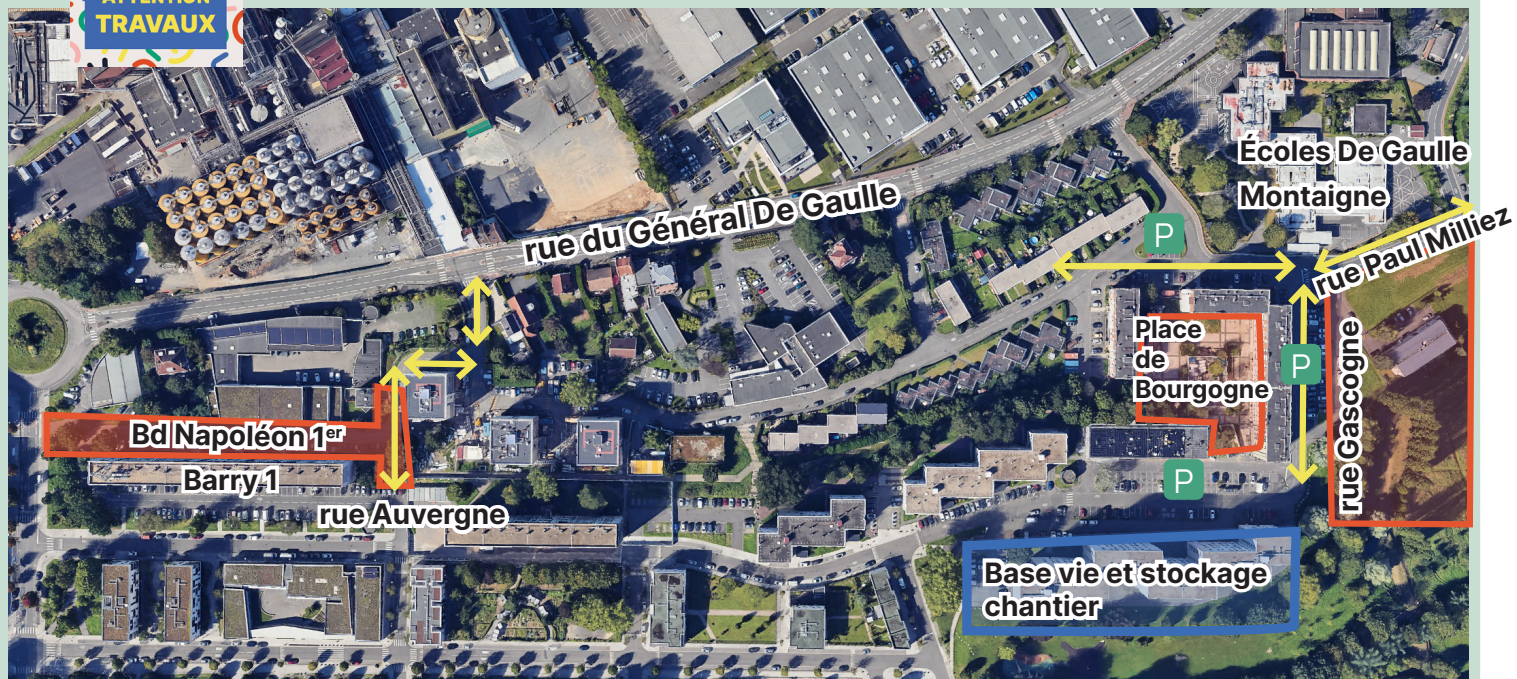 ATTENTION
TRAVAUX
Écoles De Gaulle
Montaigne
rue du Général De Gaulle
P
rue Paul Milliez
Place
de
Bourgogne
P
rue Gascogne
Bd Napoléon 1er
Barry 1
rue Auvergne
P
Base vie et stockage
chantier